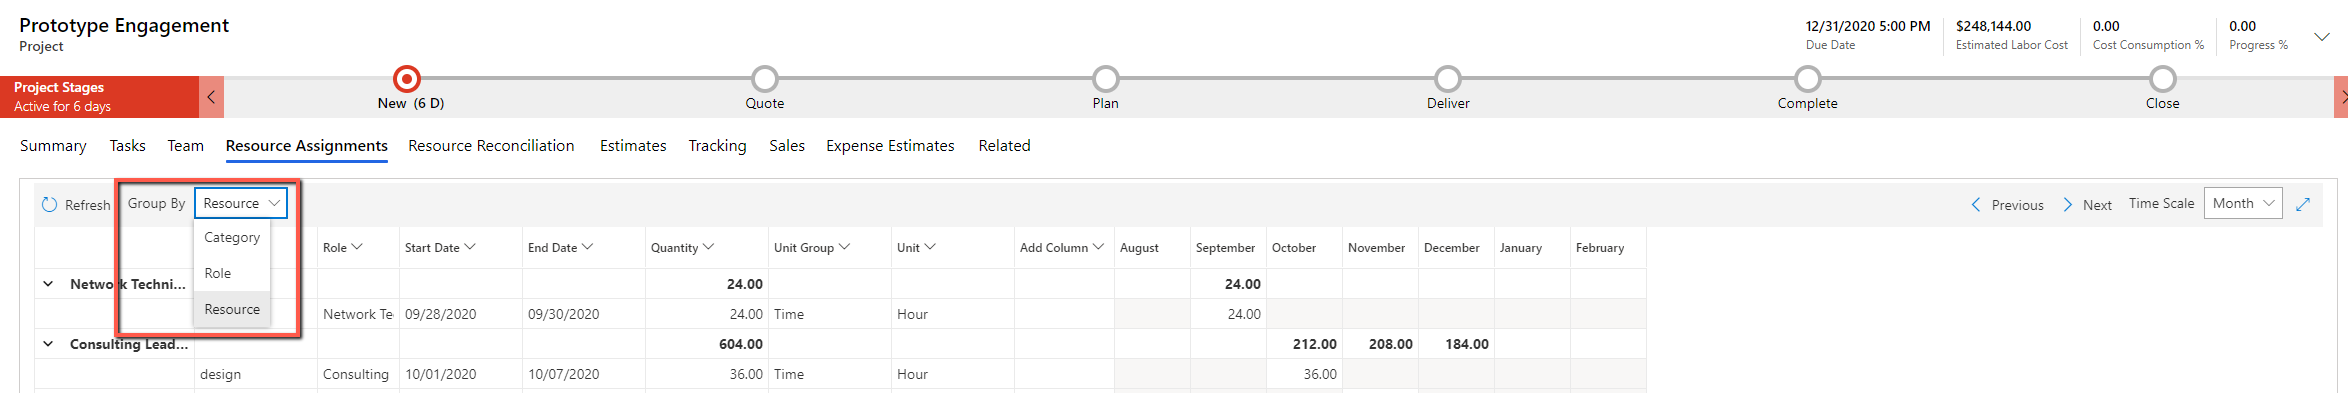 Prototype Engagement
Project
12/31/2020 5:00 PM
Due Date
$248,144.00
Estimated Labor Cost
0.00
Cost Consumption %
0.00
Progress %
Project Stages
Active for 6 days
New (6 D)
Quote
Plan
Deliver
Complete
Close
Summary Tasks Team Resource Assignments Resource Reconciliation Estimates Tracking Sales Expense Estimates Related
Refresh Group By Resource Previous Next Time Scale Month
Category
Role
Resource
Role Start Date End Date Quantity Unit Group Unit Add Column August September October November December January February
Network Techni... 24.00 24.00
Network Te 09/28/2020 09/30/2020 24.00 Time Hour 24.00
Consulting Lead... 604.00 212.00 208.00 184.00
design Consulting 10/01/2020 10/07/2020 36.00 Time Hour 36.00